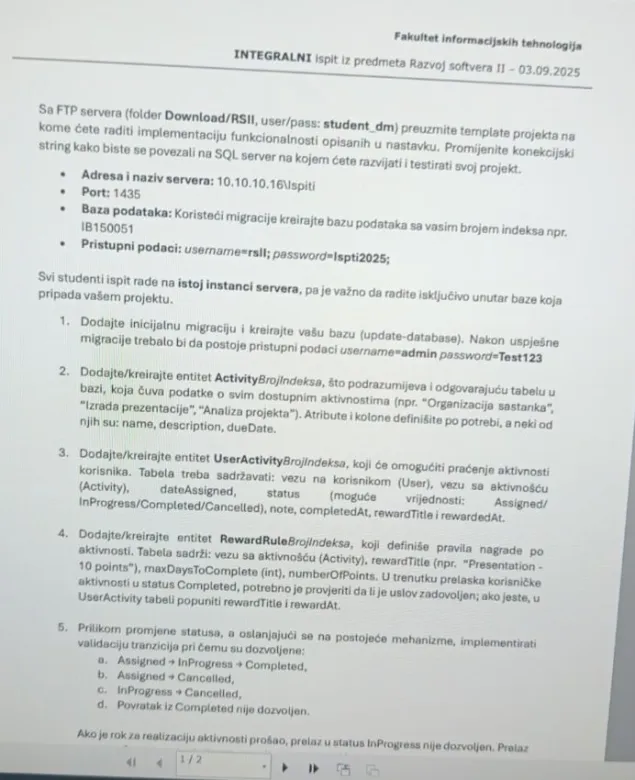 Fakultet informacijskih tehnologija
INTEGRALNI ispit iz predmeta Razvoj softvera II – 03.09.2025
Sa FTP servera (folder Download/RSII, user/pass: student_dm) preuzmite template projekta na
kome ćete raditi implementaciju funkcionalnosti opisanih u nastavku. Promijenite konekcijski
string kako biste se povezali na SQL server na kojem ćete razvijati i testirati svoj projekt.
• Adresa i naziv servera: 10.10.10.16\Ispiti
• Port: 1435
• Baza podataka: Koristeći migracije kreirajte bazu podataka sa vasim brojem indeksa npr.
IB150051
• Pristupni podaci: username=rsII; password=Ispti2025;
Svi studenti ispit rade na istoj instanci servera, pa je važno da radite isključivo unutar baze koja
pripada vašem projektu.
1. Dodajte inicijalnu migraciju i kreirajte vašu bazu (update-database). Nakon uspješne
migracije trebalo bi da postoje pristupni podaci username=admin password=Test123
2. Dodajte/kreirajte entitet ActivityBrojIndeksa, što podrazumijeva i odgovarajuću tabelu u
bazi, koja čuva podatke o svim dostupnim aktivnostima (npr. “Organizacija sastanka”,
“Izrada prezentacije”, “Analiza projekta”). Atribute i kolone definišite po potrebi, a neki od
njih su: name, description, dueDate.
3. Dodajte/kreirajte entitet UserActivityBrojIndeksa, koji će omogućiti praćenje aktivnosti
korisnika. Tabela treba sadržavati: vezu na korisnikom (User), vezu sa aktivnošću
(Activity), dateAssigned, status (moguće vrijednosti: Assigned/
InProgress/Completed/Cancelled), note, completedAt, rewardTitle i rewardedAt.
4. Dodajte/kreirajte entitet RewardRuleBrojIndeksa, koji definiše pravila nagrade po
aktivnosti. Tabela sadrži: vezu sa aktivnošću (Activity), rewardTitle (npr. “Presentation -
10 points”), maxDaysToComplete (int), numberOfPoints. U trenutku prelaska korisničke
aktivnosti u status Completed, potrebno je provjeriti da li je uslov zadovoljen; ako jeste, u
UserActivity tabeli popuniti rewardTitle i rewardAt.
5. Prilikom promjene statusa, a oslanjajući se na postojeće mehanizme, implementirati
validaciju tranzicija pri čemu su dozvoljene:
a. Assigned → InProgress → Completed,
b. Assigned → Cancelled,
c. InProgress → Cancelled,
d. Povratak iz Completed nije dozvoljen.
Ako je rok za realizaciju aktivnosti prošao, prelaz u status InProgress nije dozvoljen. Prelaz
1 / 2